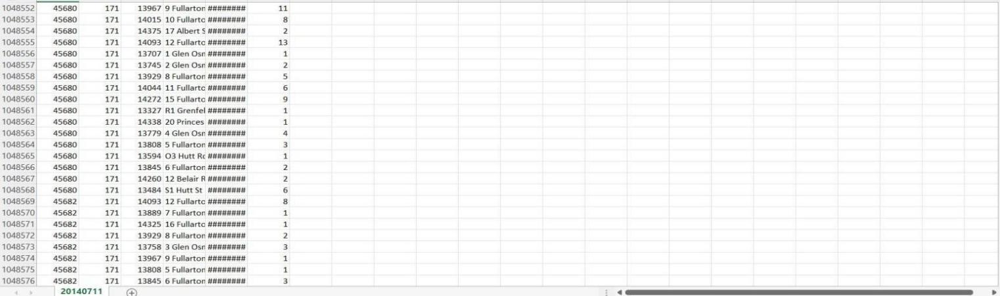 1048552 45680 171 13967 9 Fullarton ######## 11
1048553 45680 171 14015 10 Fullarto ######## 8
1048554 45680 171 14375 17 Albert S ######## 2
1048555 45680 171 14093 12 Fullarto ######## 13
1048556 45680 171 13707 1 Glen Osn ######## 1
1048557 45680 171 13745 2 Glen Osn ######## 2
1048558 45680 171 13929 8 Fullarton ######## 5
1048559 45680 171 14044 11 Fullarto ######## 6
1048560 45680 171 14272 15 Fullarto ######## 9
1048561 45680 171 13327 R1 Grenfel ######## 1
1048562 45680 171 14338 20 Princes ######## 1
1048563 45680 171 13779 4 Glen Osn ######## 4
1048564 45680 171 13808 5 Fullarton ######## 3
1048565 45680 171 13594 O3 Hutt Ro ######## 1
1048566 45680 171 13845 6 Fullarton ######## 2
1048567 45680 171 14260 12 Belair R ######## 2
1048568 45680 171 13484 S1 Hutt St ######## 6
1048569 45682 171 14093 12 Fullarto ######## 8
1048570 45682 171 13889 7 Fullarton ######## 1
1048571 45682 171 14325 16 Fullarto ######## 1
1048572 45682 171 13929 8 Fullarton ######## 2
1048573 45682 171 13758 3 Glen Osn ######## 3
1048574 45682 171 13967 9 Fullarton ######## 1
1048575 45682 171 13808 5 Fullarton ######## 1
1048576 45682 171 13845 6 Fullarton ######## 3
20140711